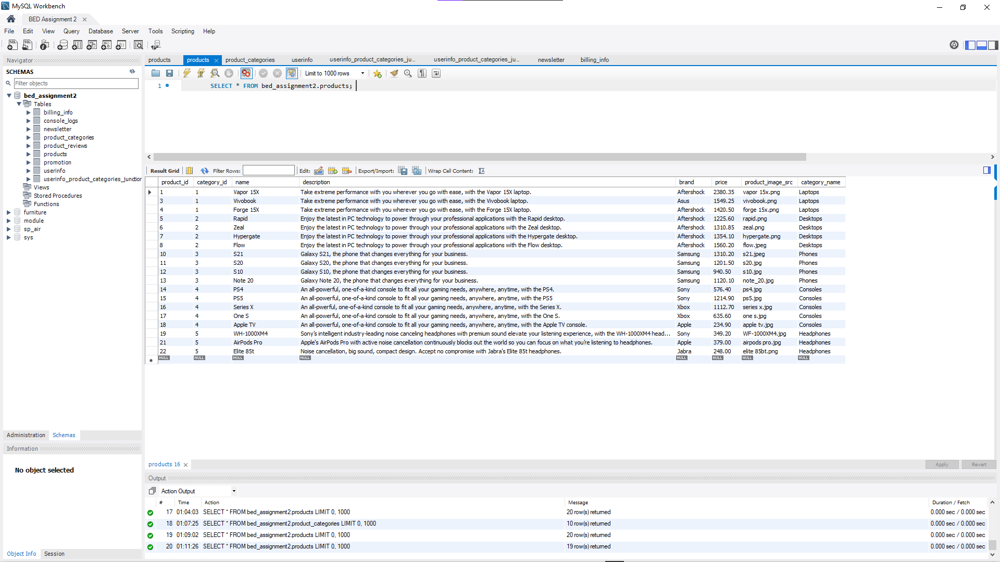 MySQL Workbench
BED Assignment 2
File Edit View Query Database Server Tools Scripting Help
Navigator
SCHEMAS
Filter objects
bed_assignment2
Tables
billing_info
console_logs
newsletter
product_categories
product_reviews
products
promotion
userinfo
userinfo_product_categories_junction
Views
Stored Procedures
Functions
furniture
module
sp_air
sys
Administration Schemas
Information
No object selected
Object Info Session
products products product_categories userinfo userinfo_product_categories_ju... userinfo_product_categories_ju... newsletter billing_info
Limit to 1000 rows
1 SELECT * FROM bed_assignment2.products;
Result Grid Filter Rows: Edit: Export/Import: Wrap Cell Content:
product_id category_id name description brand price product_image_src category_name
1 1 Vapor 15X Take extreme performance with you wherever you go with ease, with the Vapor 15X laptop. Aftershock 2380.35 vapor 15x.png Laptops
3 1 Vivobook Take extreme performance with you wherever you go with ease, with the Vivobook laptop. Asus 1549.25 vivobook.png Laptops
4 1 Forge 15X Take extreme performance with you wherever you go with ease, with the Forge 15X laptop. Aftershock 1420.50 forge 15x.png Laptops
5 2 Rapid Enjoy the latest in PC technology to power through your professional applications with the Rapid desktop. Aftershock 1225.60 rapid.png Desktops
6 2 Zeal Enjoy the latest in PC technology to power through your professional applications with the Zeal desktop. Aftershock 1310.85 zeal.png Desktops
7 2 Hypergate Enjoy the latest in PC technology to power through your professional applications with the Hypergate desktop. Aftershock 1354.10 hypergate.png Desktops
8 2 Flow Enjoy the latest in PC technology to power through your professional applications with the Flow desktop. Aftershock 1560.20 flow.jpeg Desktops
10 3 S21 Galaxy S21, the phone that changes everything for your business. Samsung 1310.20 s21.jpeg Phones
11 3 S20 Galaxy S20, the phone that changes everything for your business. Samsung 1201.50 s20.jpg Phones
12 3 S10 Galaxy S10, the phone that changes everything for your business. Samsung 940.50 s10.jpg Phones
13 3 Note 20 Galaxy Note 20, the phone that changes everything for your business. Samsung 1120.10 note_20.jpg Phones
14 4 PS4 An all-powerful, one-of-a-kind console to fit all your gaming needs, anywhere, anytime, with the PS4. Sony 576.40 ps4.jpg Consoles
15 4 PS5 An all-powerful, one-of-a-kind console to fit all your gaming needs, anywhere, anytime, with the PS5 Sony 1214.90 ps5.jpg Consoles
16 4 Series X An all-pwerful, one-of-a-kind console to fit all your gaming needs, anywhere, anytime, with the Series X. Xbox 1112.70 series x.jpg Consoles
17 4 One S An all-powerful, one-of-a-kind console to fit all your gaming needs, anywhere, anytime, with the One S. Xbox 635.60 one s.jpg Consoles
18 4 Apple TV An all-powerful, one-of-a-kind console to fit all your gaming needs, anywhere, anytime, with the Apple TV console. Apple 234.90 apple tv.jpg Consoles
19 5 WH-1000XM4 Sony's intelligent industry-leading noise canceling headphones with premium sound elevate your listening experience, with the WH-1000XM4 head... Sony 349.20 WF-1000XM4.jpg Headphones
21 5 AirPods Pro Apple's AirPods Pro with active noise cancellation continuously blocks out the world so you can focus on what you're listening to headphones. Apple 379.00 airpods pro.jpg Headphones
22 5 Elite 85t Noise cancellation, big sound, compact design. Accept no compromise with Jabra's Elite 85t headphones. Jabra 248.00 elite 85bt.png Headphones
NULL NULL NULL NULL NULL NULL NULL NULL
products 16 Apply Revert
Output
Action Output
# Time Action Message Duration / Fetch
17 01:04:03 SELECT * FROM bed_assignment2.products LIMIT 0, 1000 20 row(s) returned 0.000 sec / 0.000 sec
18 01:07:25 SELECT * FROM bed_assignment2.product_categories LIMIT 0, 1000 10 row(s) returned 0.000 sec / 0.000 sec
19 01:09:02 SELECT * FROM bed_assignment2.products LIMIT 0, 1000 20 row(s) returned 0.000 sec / 0.000 sec
20 01:11:26 SELECT * FROM bed_assignment2.products LIMIT 0, 1000 19 row(s) returned 0.000 sec / 0.000 sec